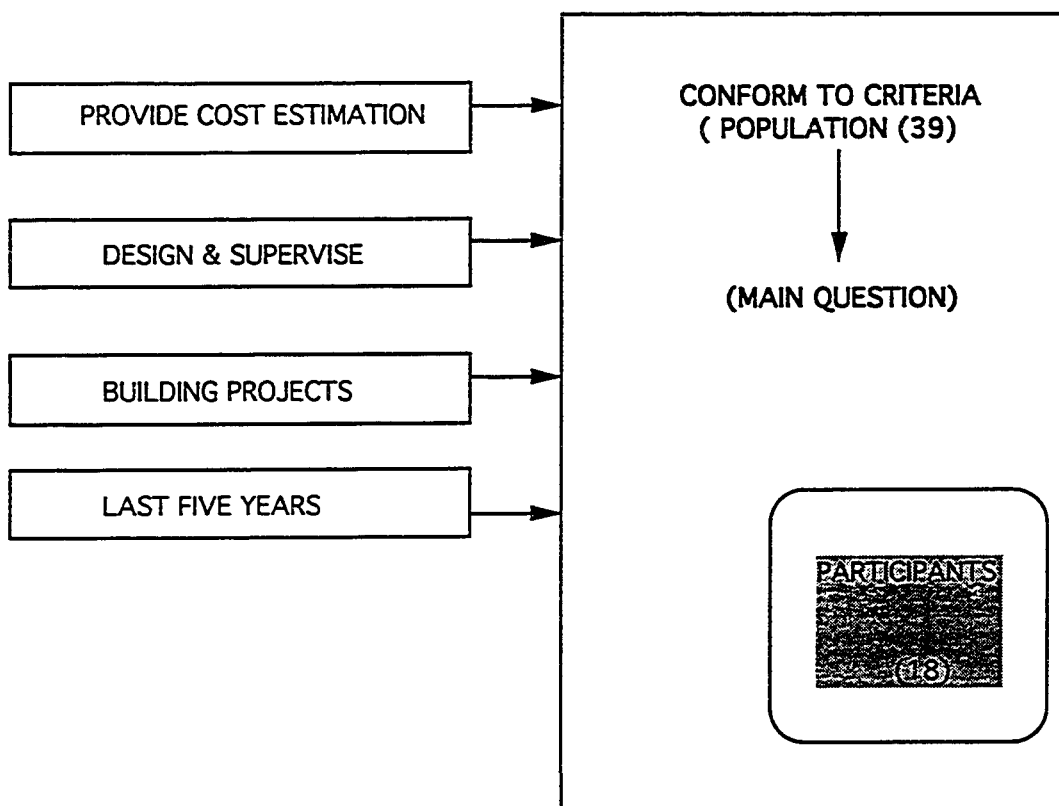 PROVIDE COST ESTIMATION
DESIGN & SUPERVISE
BUILDING PROJECTS
LAST FIVE YEARS
CONFORM TO CRITERIA
( POPULATION (39)
(MAIN QUESTION)
PARTICIPANTS
(18)